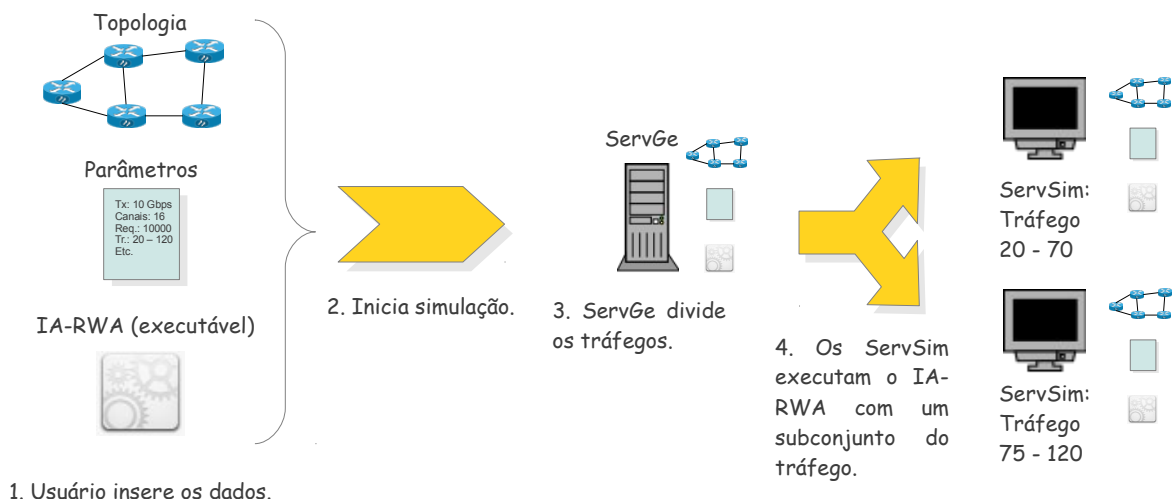 Topologia
Parâmetros
Tx: 10 Gbps
Canais: 16
Req.: 10000
Tr.: 20 – 120
Etc.
IA-RWA (executável)
1. Usuário insere os dados.
2. Inicia simulação.
ServGe
3. ServGe divide
os tráfegos.
4. Os ServSim
executam o IA-
RWA com um
subconjunto do
tráfego.
ServSim:
Tráfego
20 - 70
ServSim:
Tráfego
75 - 120